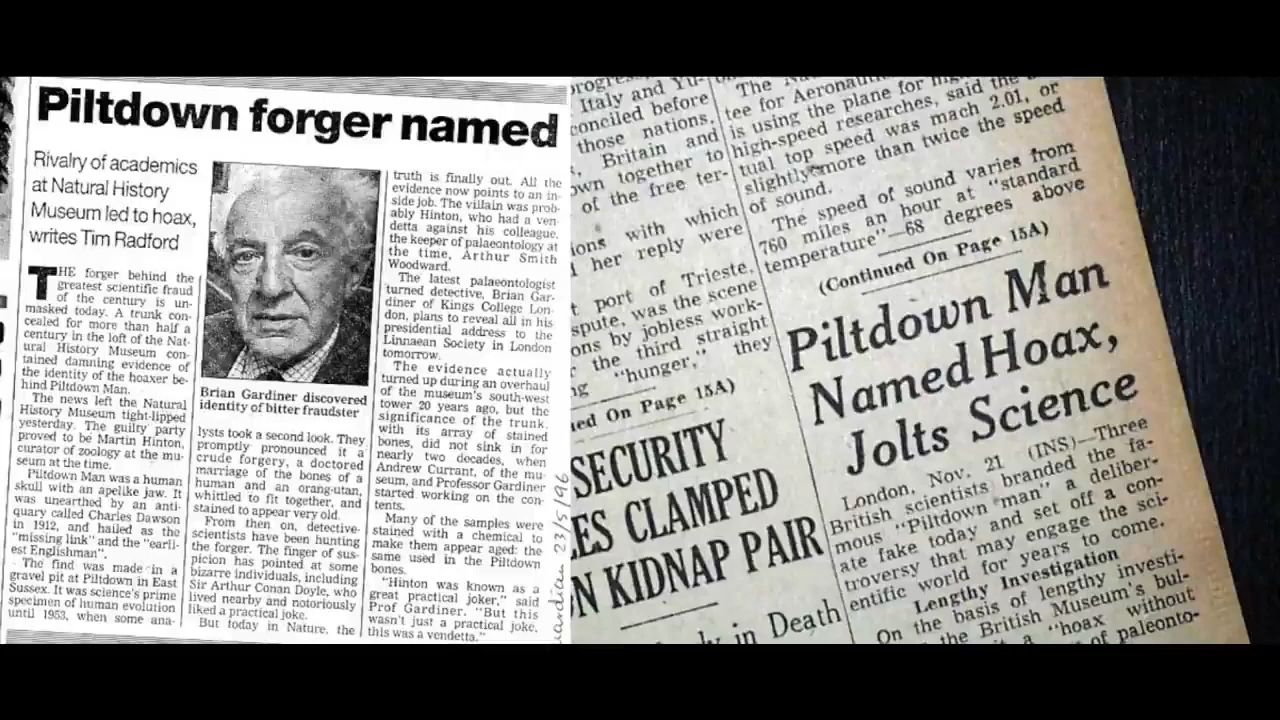 Piltdown forger named
Rivalry of academics
at Natural History
Museum led to hoax,
writes Tim Radford
THE forger behind the
greatest scientific fraud
of the century is un-
masked today. A trunk con-
cealed for more than half a
century in the loft of the Nat-
ural History Museum con-
tained damning evidence of
the identity of the hoaxer be-
hind Piltdown Man.
The news left the Natural
History Museum tight-lipped
yesterday. The guilty party
proved to be Martin Hinton,
curator of zoology at the mu-
seum at the time.
Piltdown Man was a human
skull with an apelike jaw. It
was unearthed by an anti-
quary called Charles Dawson
in 1912, and hailed as the
"missing link" and the "earli-
est Englishman".
The find was made in a
gravel pit at Piltdown in East
Sussex. It was science's prime
specimen of human evolution
until 1953, when some ana-
Brian Gardiner discovered
identity of bitter fraudster
lysts took a second look. They
promptly pronounced it a
crude forgery, a doctored
marriage of the bones of a
human and an orang-utan,
whittled to fit together, and
stained to appear very old.
From then on, detective-
scientists have been hunting
the forger. The finger of sus-
picion has pointed at some
bizarre individuals, including
Sir Arthur Conan Doyle, who
lived nearby and notoriously
liked a practical joke.
But today in Nature, the
truth is finally out. All the
evidence now points to an in-
side job. The villain was prob-
ably Hinton, who had a ven-
detta against his colleague,
the keeper of palaeontology at
the time, Arthur Smith
Woodward.
The latest palaeontologist
turned detective, Brian Gar-
diner of Kings College Lon-
don, plans to reveal all in his
presidential address to the
Linnaean Society in London
tomorrow.
The evidence actually
turned up during an overhaul
of the museum's south-west
tower 20 years ago, but the
significance of the trunk,
with its array of stained
bones, did not sink in for
nearly two decades, when
Andrew Currant, of the mu-
seum, and Professor Gardiner
started working on the con-
tents.
Many of the samples were
stained with a chemical to
make them appear aged: the
same used in the Piltdown
bones.
"Hinton was known as a
great practical joker," said
Prof Gardiner. "But this
wasn't just a practical joke,
this was a vendetta."
uardian 23/5/96
progress
Italy and Yu-
conciled before
those nations.
Britain and
own together to
of the free ter-
ions with which
her reply were
port of Trieste,
spute, was the scene
ons by jobless work-
the third straight
ng "hunger," they
ued On Page 15A)
SECURITY
ES CLAMPED
N KIDNAP PAIR
in Death
The
tee for Aeronaut
is using the plane for hig
high-speed researches, said the
tual top speed was mach 2.01, or
slightly more than twice the speed
of sound.
The speed of sound varies from
760 miles an hour at "standard
temperature"—68 degrees above
(Continued On Page 15A)
Piltdown Man
Named Hoax,
Jolts Science
London, Nov. 21 (INS)—Three
British scientists branded the fa-
mous "Piltdown man" a deliber-
ate fake today and set off a con-
troversy that may engage the sci-
entific world for years to come.
Lengthy Investigation
On the basis of lengthy investi-
the British Museum's bul-
a "hoax without
of paleonto-